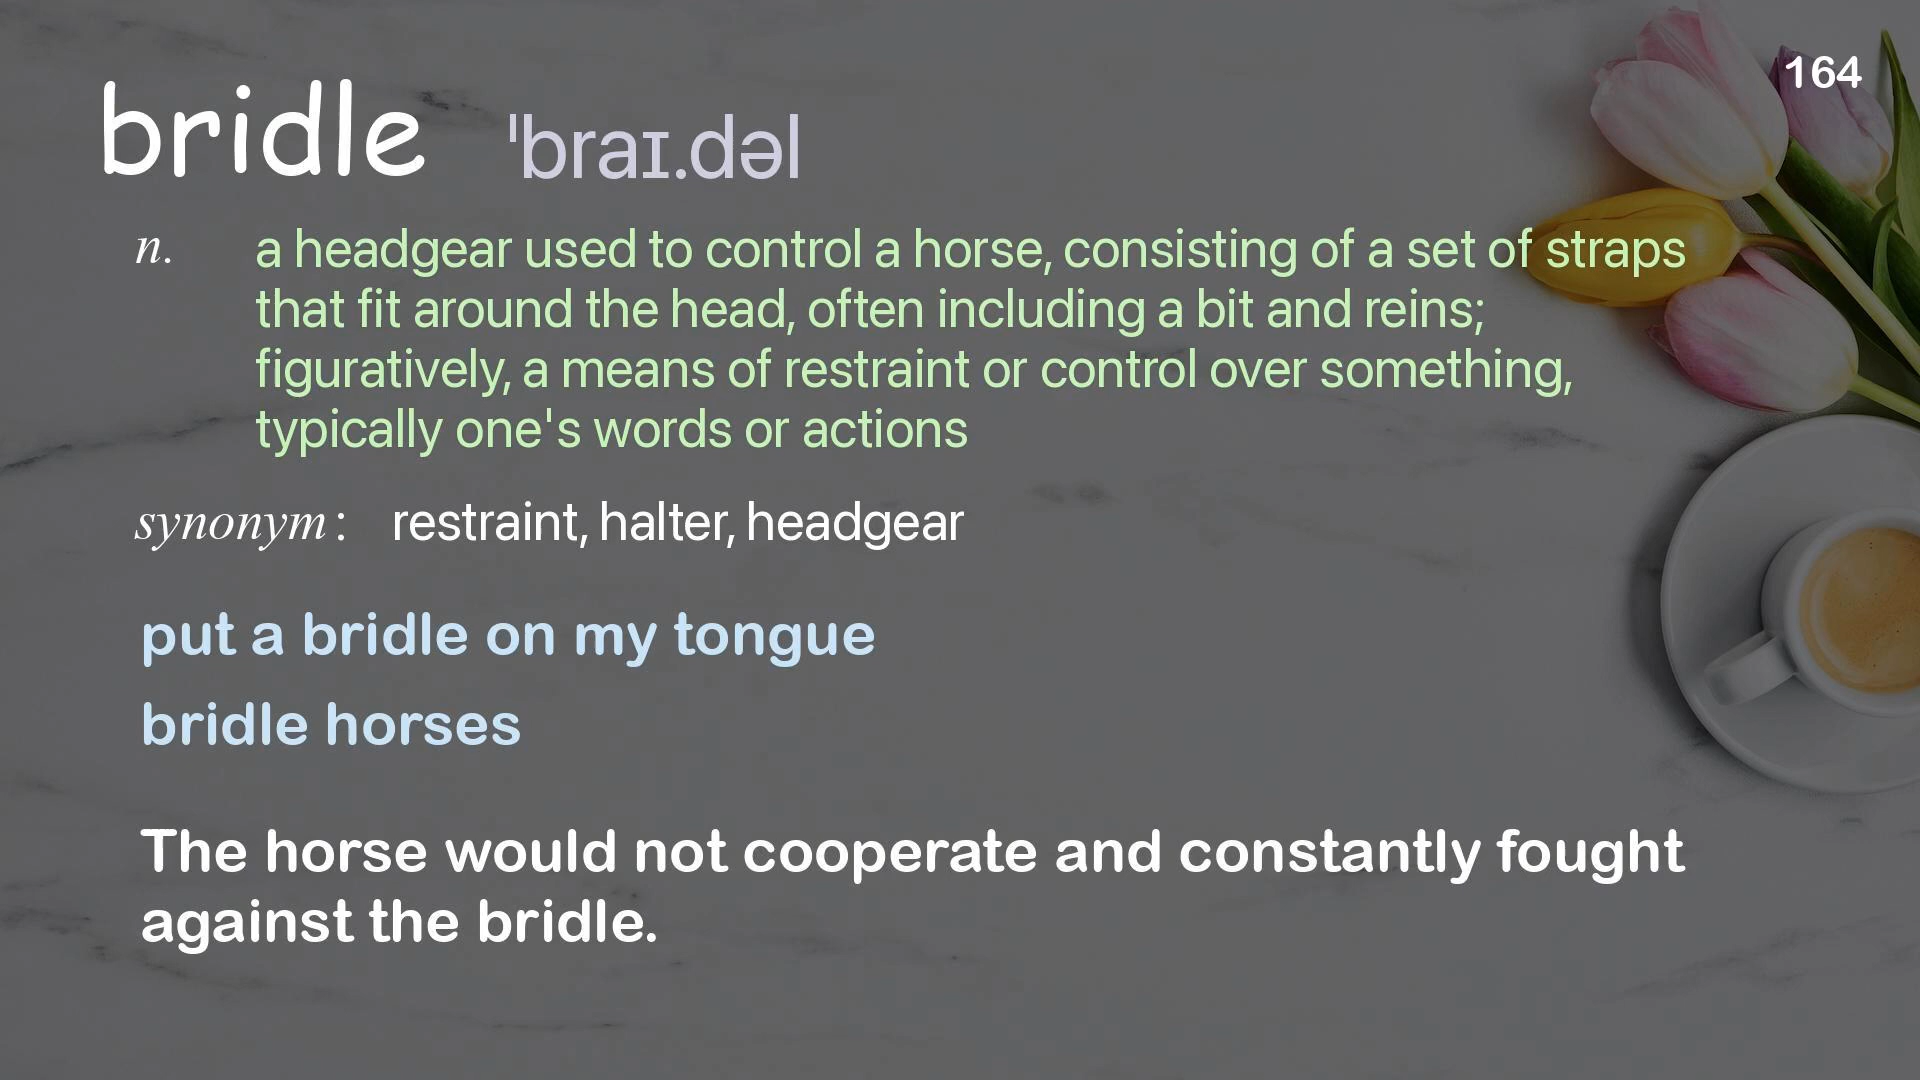 164
bridle ˈbraɪ.dəl
n. a headgear used to control a horse, consisting of a set of straps
that fit around the head, often including a bit and reins;
figuratively, a means of restraint or control over something,
typically one's words or actions
synonym: restraint, halter, headgear
put a bridle on my tongue
bridle horses
The horse would not cooperate and constantly fought
against the bridle.